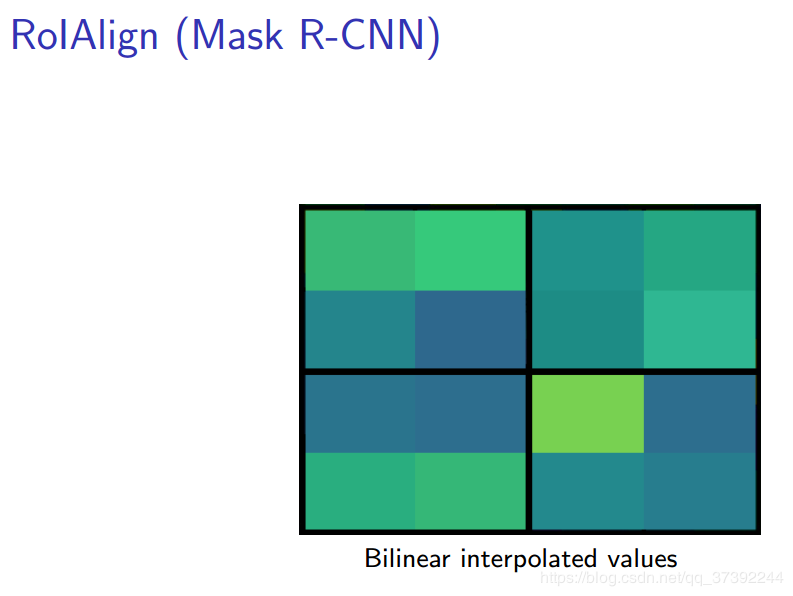 RoIAlign (Mask R-CNN)
Bilinear interpolated values
https://blog.csdn.net/qq_37392244